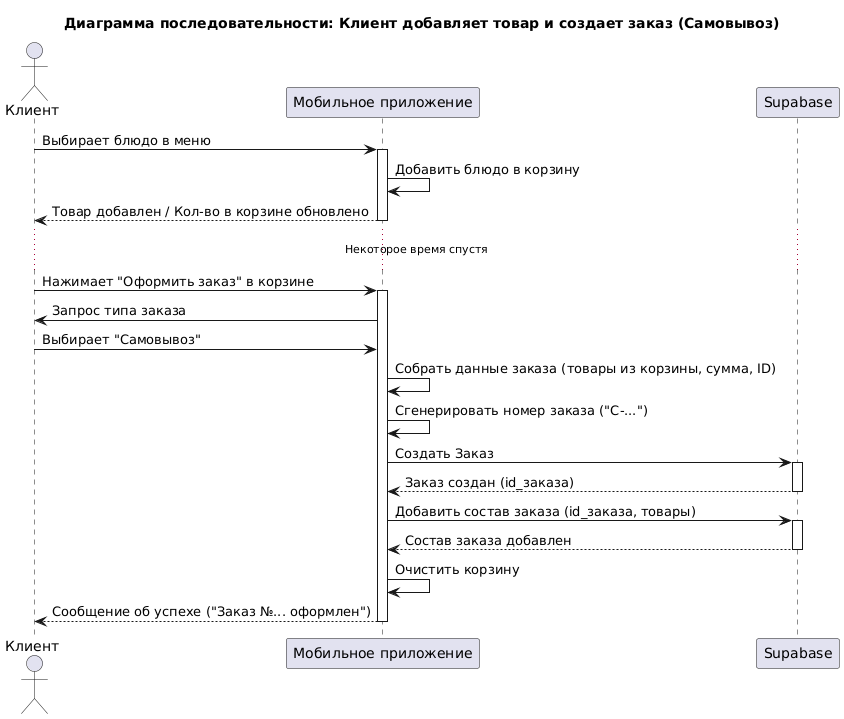 Диаграмма последовательности: Клиент добавляет товар и создает заказ (Самовывоз)
Клиент
Мобильное приложение
Supabase
Выбирает блюдо в меню
Добавить блюдо в корзину
Товар добавлен / Кол-во в корзине обновлено
Некоторое время спустя
Нажимает "Оформить заказ" в корзине
Запрос типа заказа
Выбирает "Самовывоз"
Собрать данные заказа (товары из корзины, сумма, ID)
Сгенерировать номер заказа ("С-...")
Создать Заказ
Заказ создан (id_заказа)
Добавить состав заказа (id_заказа, товары)
Состав заказа добавлен
Очистить корзину
Сообщение об успехе ("Заказ №... оформлен")
Клиент
Мобильное приложение
Supabase